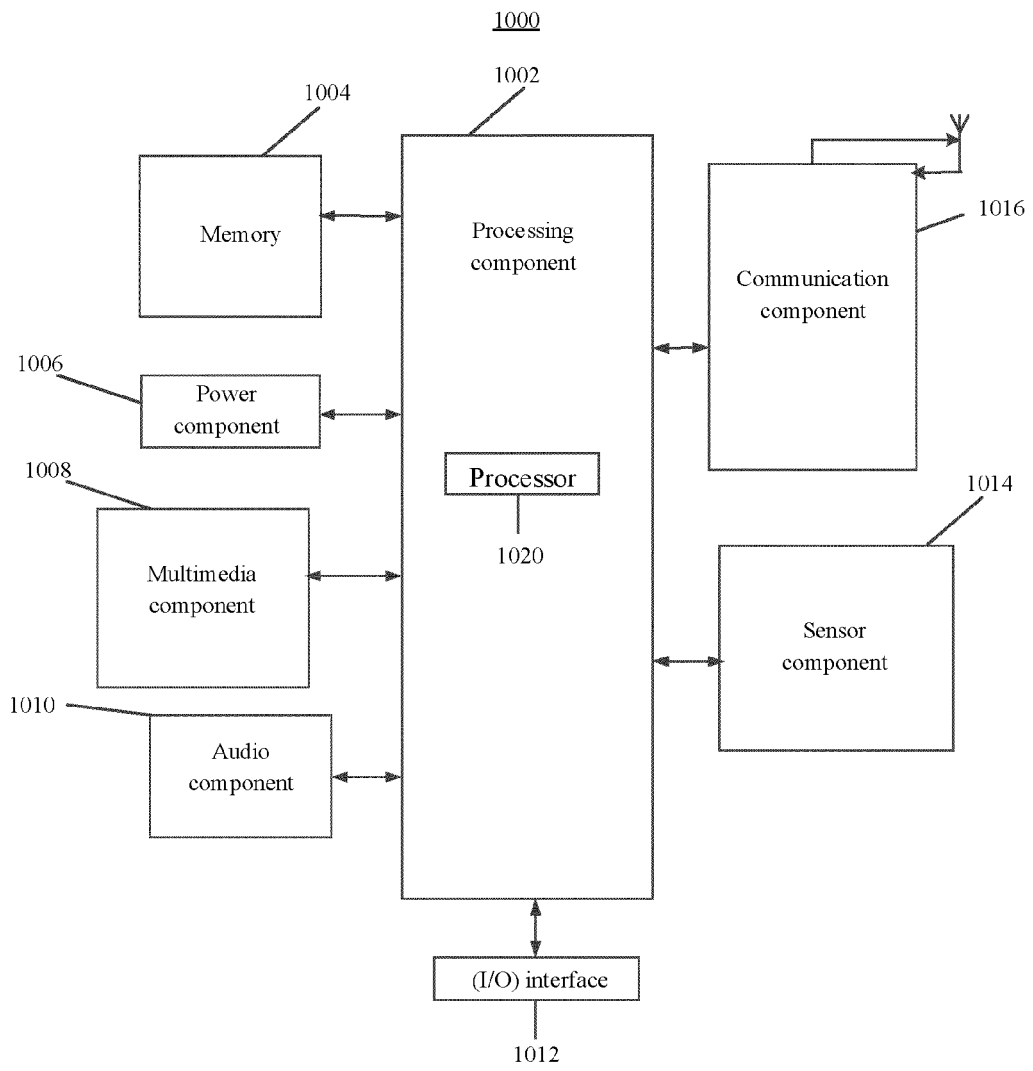 1000
1002
1004
Memory
Processing
component
1016
Communication
component
1006
Power
component
1008
Processor
1020
1014
Multimedia
component
Sensor
component
1010
Audio
component
(I/O) interface
1012